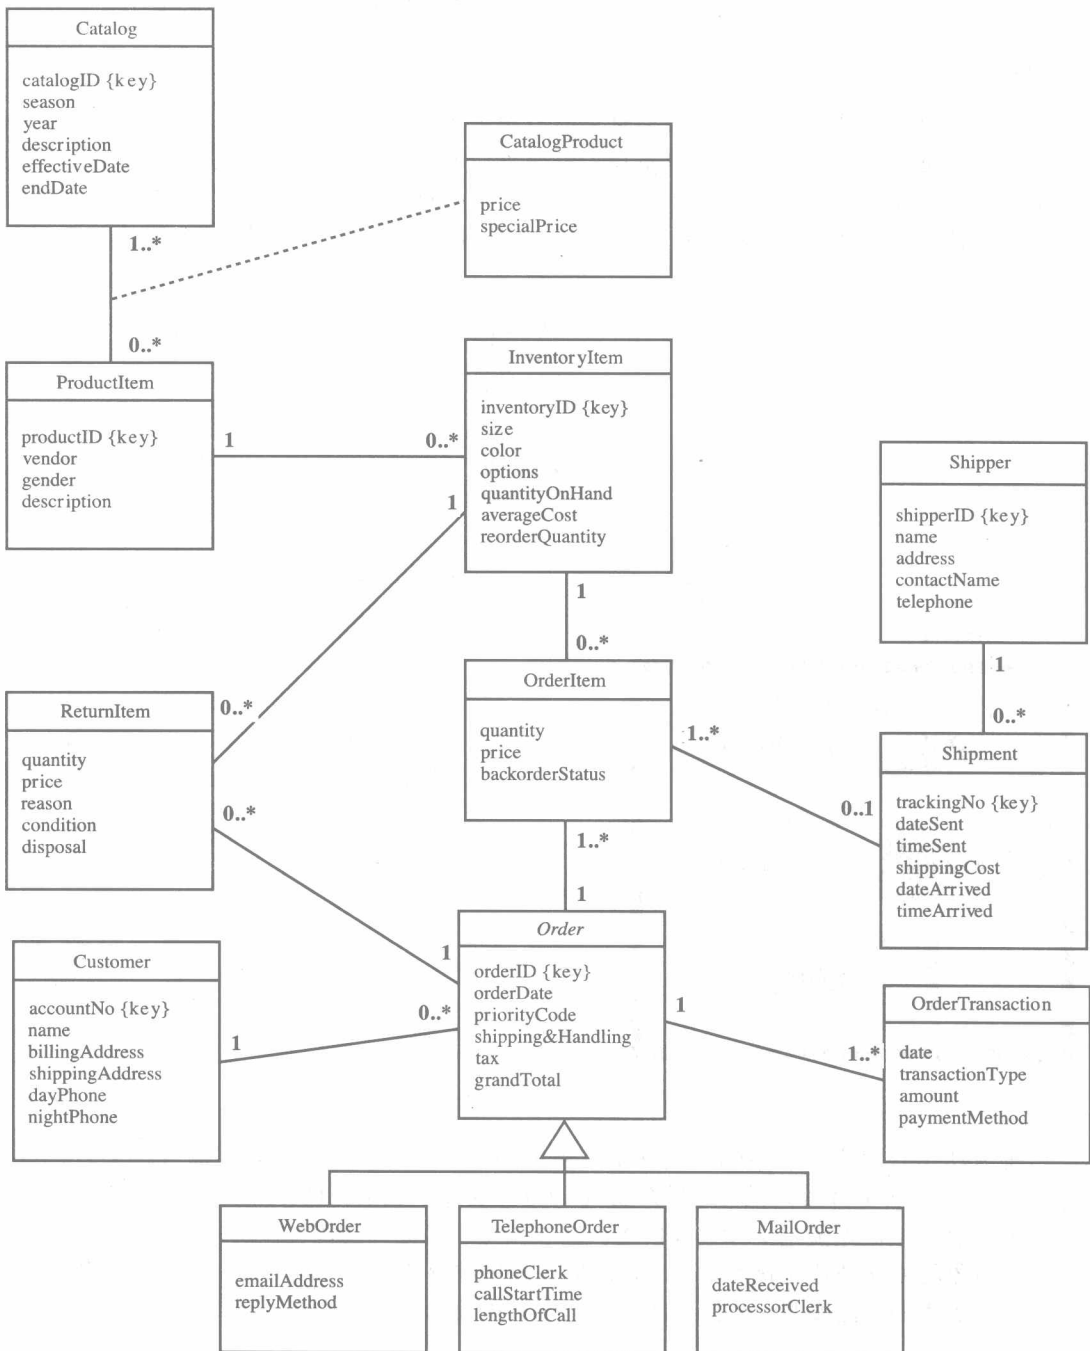 Catalog
catalogID {key}
season
year
description
effectiveDate
endDate
1..*
0..*
CatalogProduct
price
specialPrice
ProductItem
productID {key}
vendor
gender
description
1
0..*
InventoryItem
inventoryID {key}
size
color
options
quantityOnHand
averageCost
reorderQuantity
1
1
0..*
Shipper
shipperID {key}
name
address
contactName
telephone
1
0..*
ReturnItem
quantity
price
reason
condition
disposal
0..*
0..*
OrderItem
quantity
price
backorderStatus
1..*
0..1
1..*
1
Shipment
trackingNo {key}
dateSent
timeSent
shippingCost
dateArrived
timeArrived
Customer
accountNo {key}
name
billingAddress
shippingAddress
dayPhone
nightPhone
1
0..*
1
Order
orderID {key}
orderDate
priorityCode
shipping&Handling
tax
grandTotal
1
1..*
OrderTransaction
date
transactionType
amount
paymentMethod
WebOrder
emailAddress
replyMethod
TelephoneOrder
phoneClerk
callStartTime
lengthOfCall
MailOrder
dateReceived
processorClerk